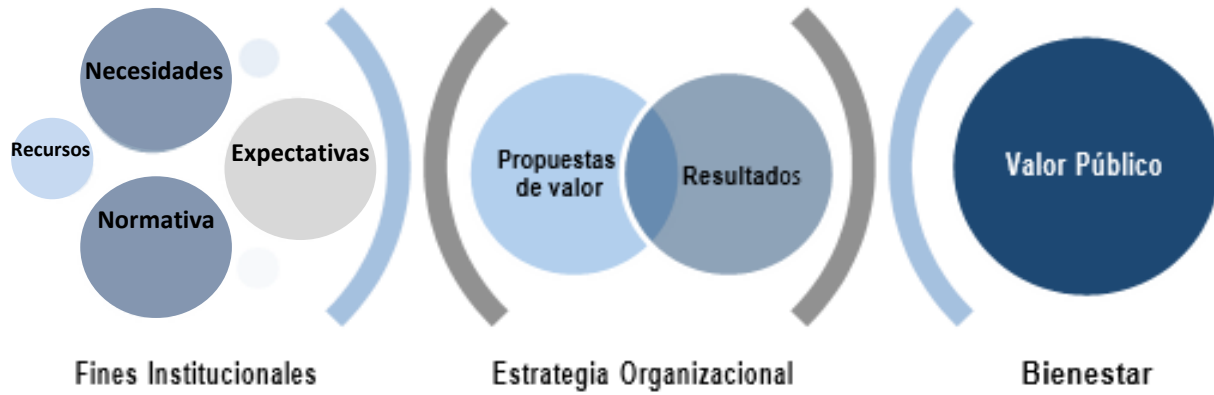 Necesidades
Recursos
Expectativas
Normativa
Propuestas
de valor
Resultados
Valor Público
Fines Institucionales
Estrategia Organizacional
Bienestar